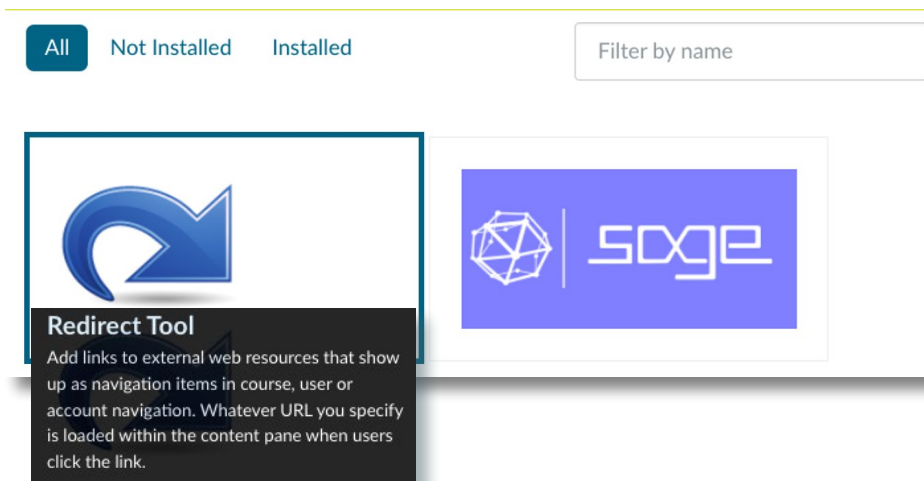 All Not Installed Installed Filter by name
sage
Redirect Tool
Add links to external web resources that show
up as navigation items in course, user or
account navigation. Whatever URL you specify
is loaded within the content pane when users
click the link.